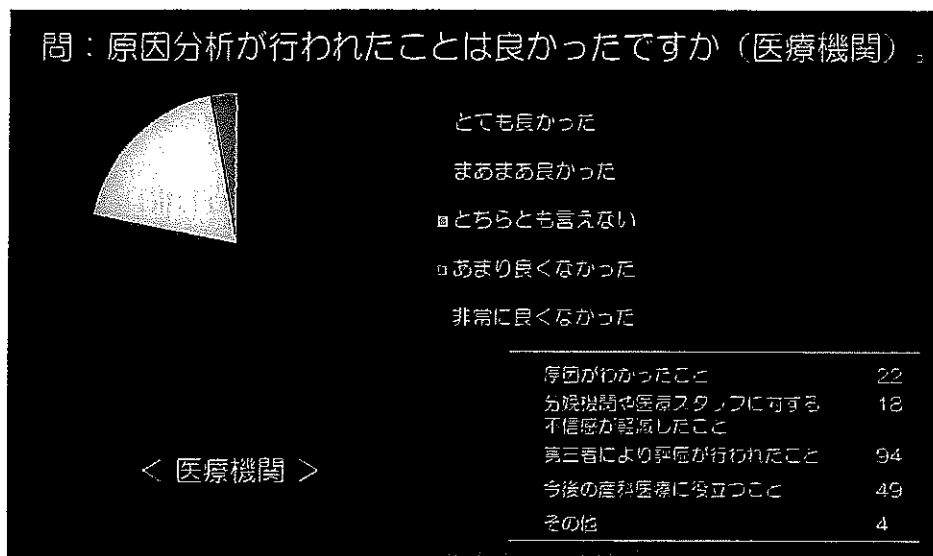 問：原因分析が行われたことは良かったですか（医療機関）。
とても良かった
まあまあ良かった
どちらとも言えない
あまり良くなかった
非常に良くなかった
原因がわかったこと 22
分娩機関や医療スタッフに対する 18
不信感が軽減したこと
第三者により評価が行われたこと 94
今後の産科医療に役立つこと 49
その他 4
＜ 医療機関 ＞